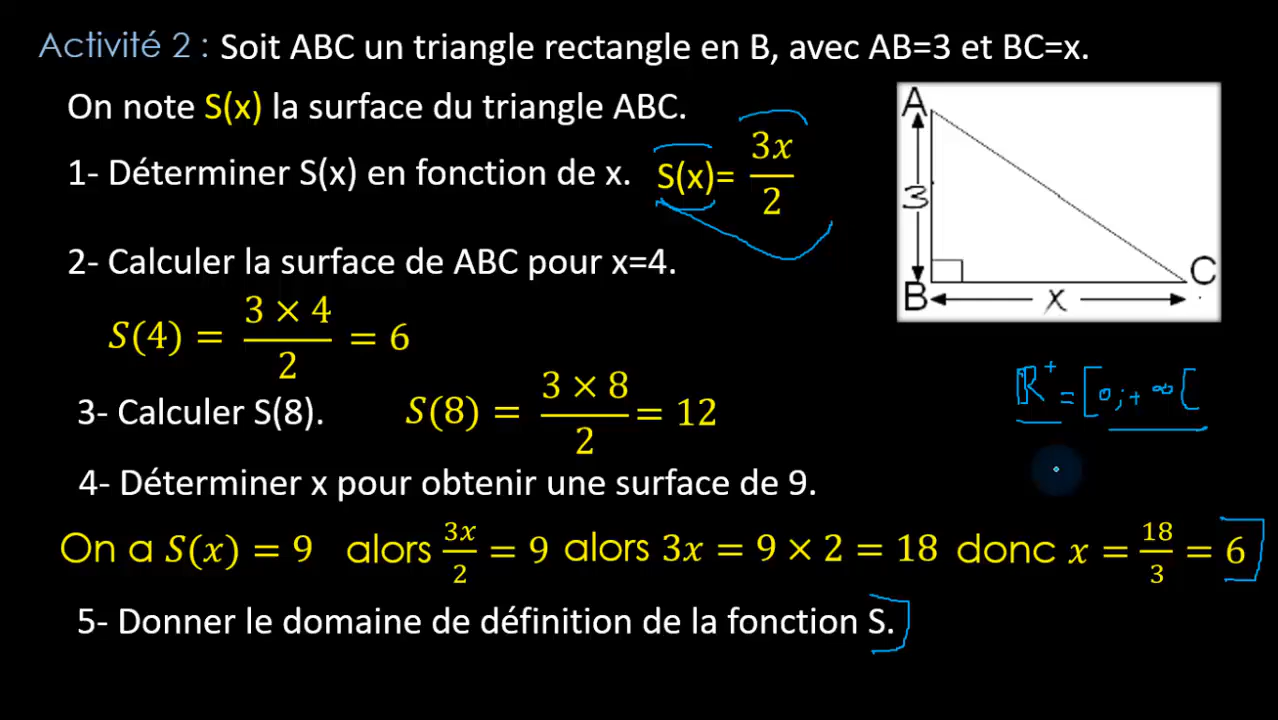 Activité 2 : Soit ABC un triangle rectangle en B, avec AB=3 et BC=x.
On note S(x) la surface du triangle ABC.
1- Déterminer S(x) en fonction de x. S(x)= 3x/2
2- Calculer la surface de ABC pour x=4.
S(4) = (3 × 4)/2 = 6
3- Calculer S(8). S(8) = (3 × 8)/2 = 12
4- Déterminer x pour obtenir une surface de 9.
On a S(x) = 9 alors 3x/2 = 9 alors 3x = 9 × 2 = 18 donc x = 18/3 = 6
5- Donner le domaine de définition de la fonction S.
A
3
B
x
C
ℝ⁺ = [0;+∞[